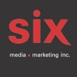 six
media + marketing inc.